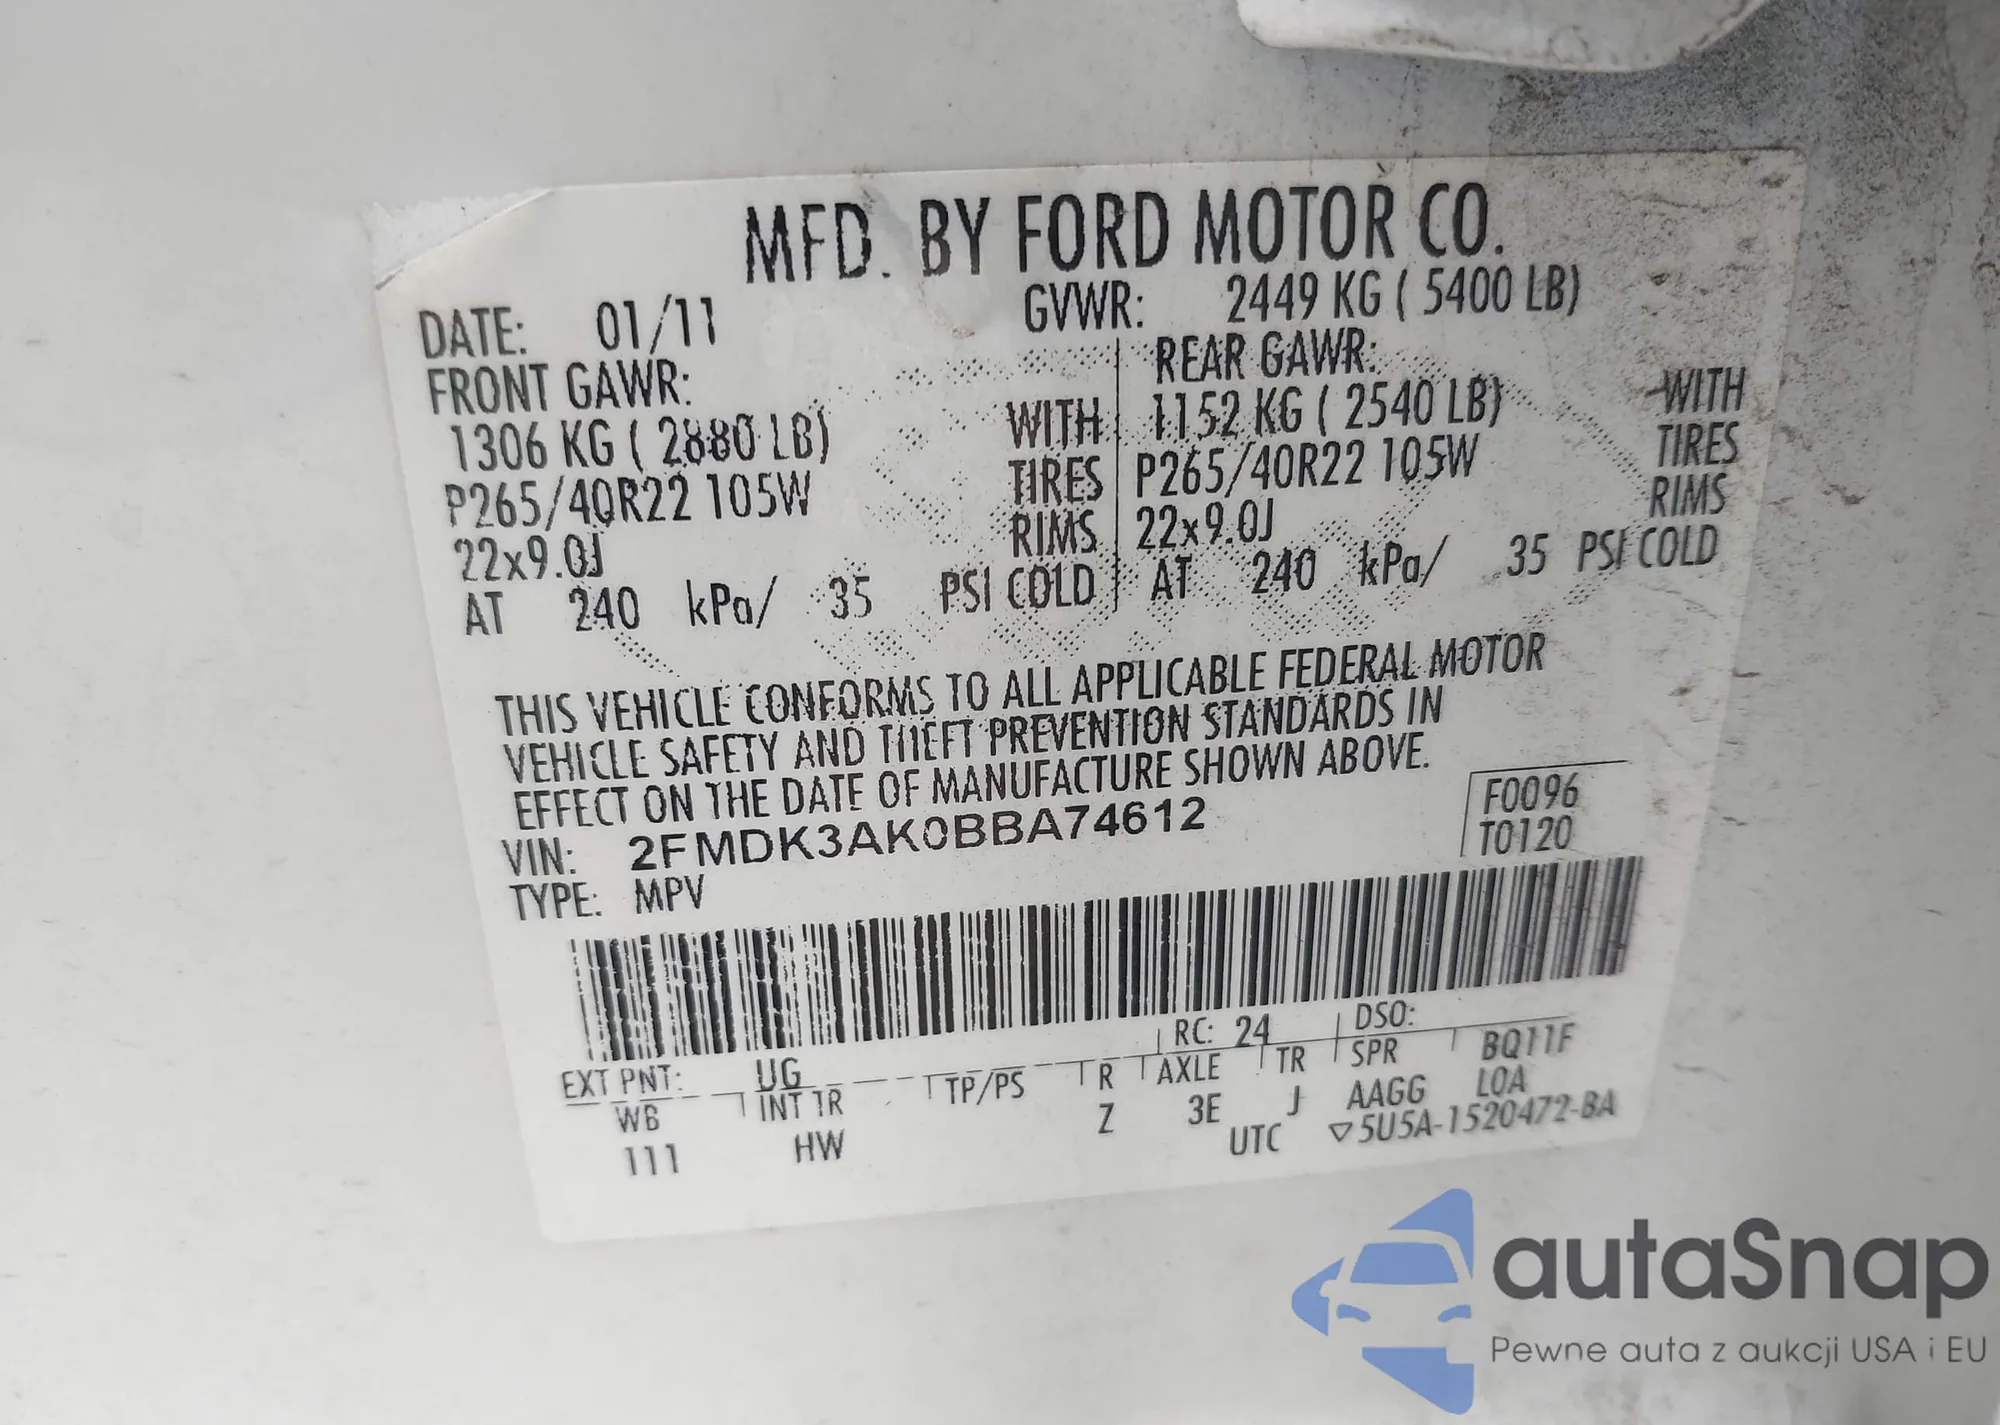 MFD. BY FORD MOTOR CO.
DATE: 01/11 GVWR: 2449 KG ( 5400 LB)
FRONT GAWR: REAR GAWR:
1306 KG ( 2880 LB) WITH 1152 KG ( 2540 LB) WITH
P265/40R22 105W TIRES P265/40R22 105W TIRES
22x9.0J RIMS 22x9.0J RIMS
AT 240 kPa/ 35 PSI COLD AT 240 kPa/ 35 PSI COLD
THIS VEHICLE CONFORMS TO ALL APPLICABLE FEDERAL MOTOR
VEHICLE SAFETY AND THEFT PREVENTION STANDARDS IN
EFFECT ON THE DATE OF MANUFACTURE SHOWN ABOVE.
VIN: 2FMDK3AK0BBA74612 F0096
TYPE: MPV T0120
EXT PNT: UG RC: 24 DSO:
WB INT TR TP/PS R AXLE TR SPR BQ11F
111 HW Z 3E J AAGG LOA
UTC ▽5U5A-1520472-BA
autaSnap
Pewne auta z aukcji USA i EU